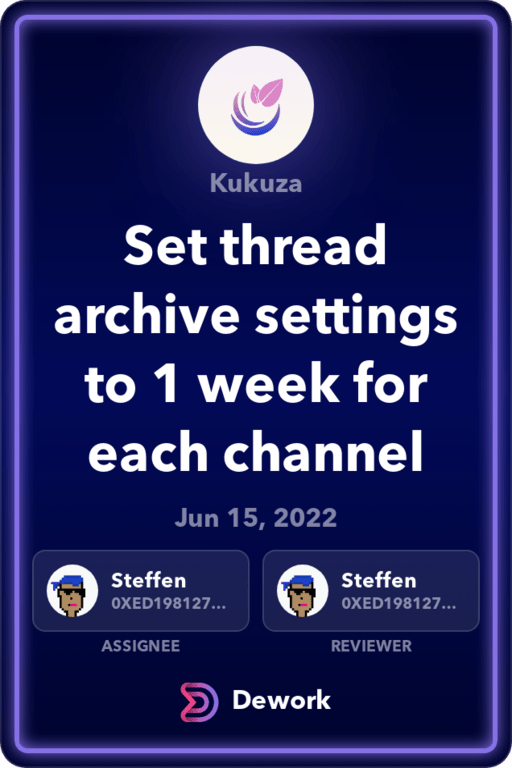 Kukuza
Set thread
archive settings
to 1 week for
each channel
Jun 15, 2022
Steffen
0XED198127...
ASSIGNEE
Steffen
0XED198127...
REVIEWER
Dework